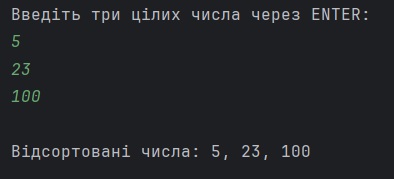 Введіть три цілих числа через ENTER:
5
23
100
Відсортовані числа: 5, 23, 100